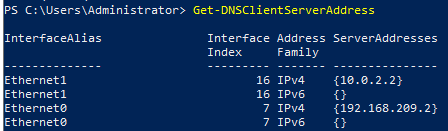 PS C:\Users\Administrator> Get-DNSClientServerAddress
InterfaceAlias Interface Address ServerAddresses
Index Family
-------------- --------- ------- ---------------
Ethernet1 16 IPv4 {10.0.2.2}
Ethernet1 16 IPv6 {}
Ethernet0 7 IPv4 {192.168.209.2}
Ethernet0 7 IPv6 {}